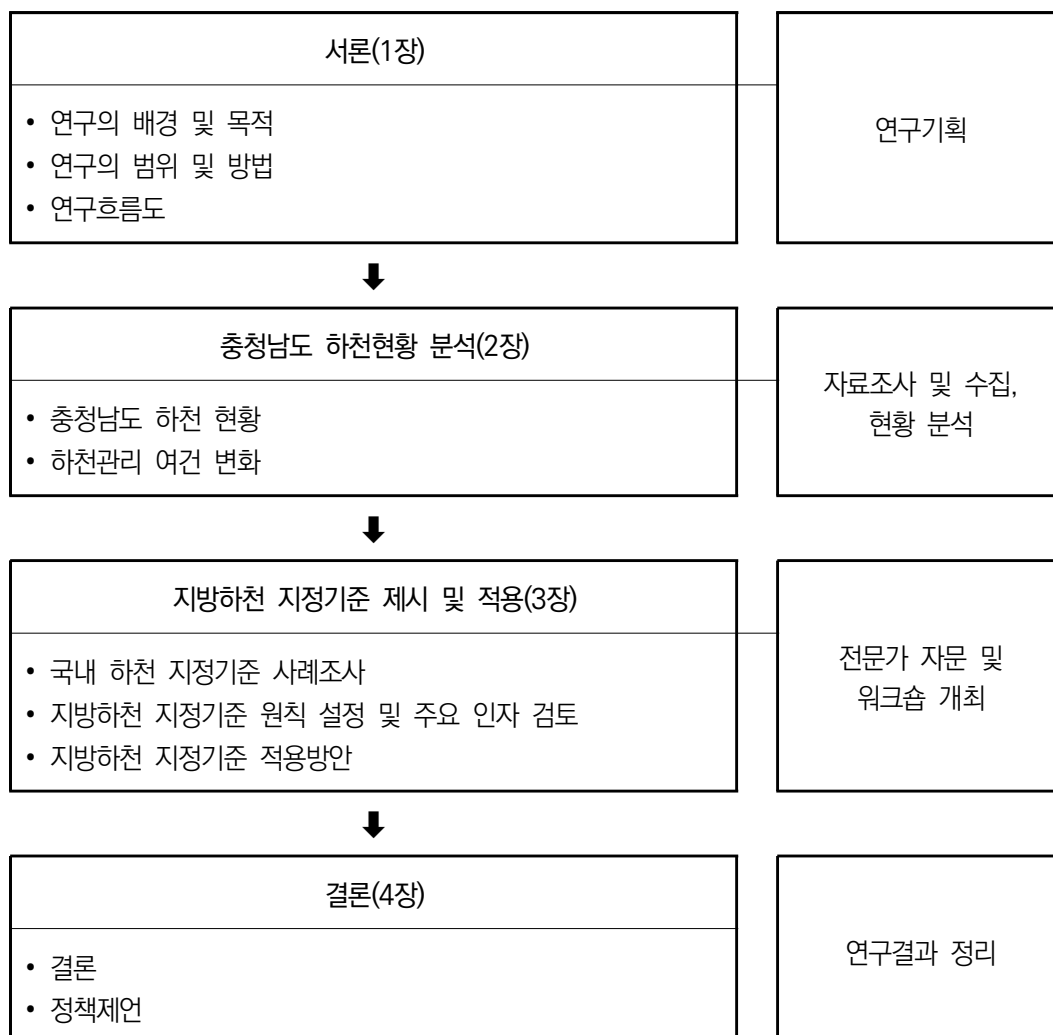 서론(1장)
• 연구의 배경 및 목적
• 연구의 범위 및 방법
• 연구흐름도
연구기획
충청남도 하천현황 분석(2장)
• 충청남도 하천 현황
• 하천관리 여건 변화
자료조사 및 수집,
현황 분석
지방하천 지정기준 제시 및 적용(3장)
• 국내 하천 지정기준 사례조사
• 지방하천 지정기준 원칙 설정 및 주요 인자 검토
• 지방하천 지정기준 적용방안
전문가 자문 및
워크숍 개최
결론(4장)
• 결론
• 정책제언
연구결과 정리